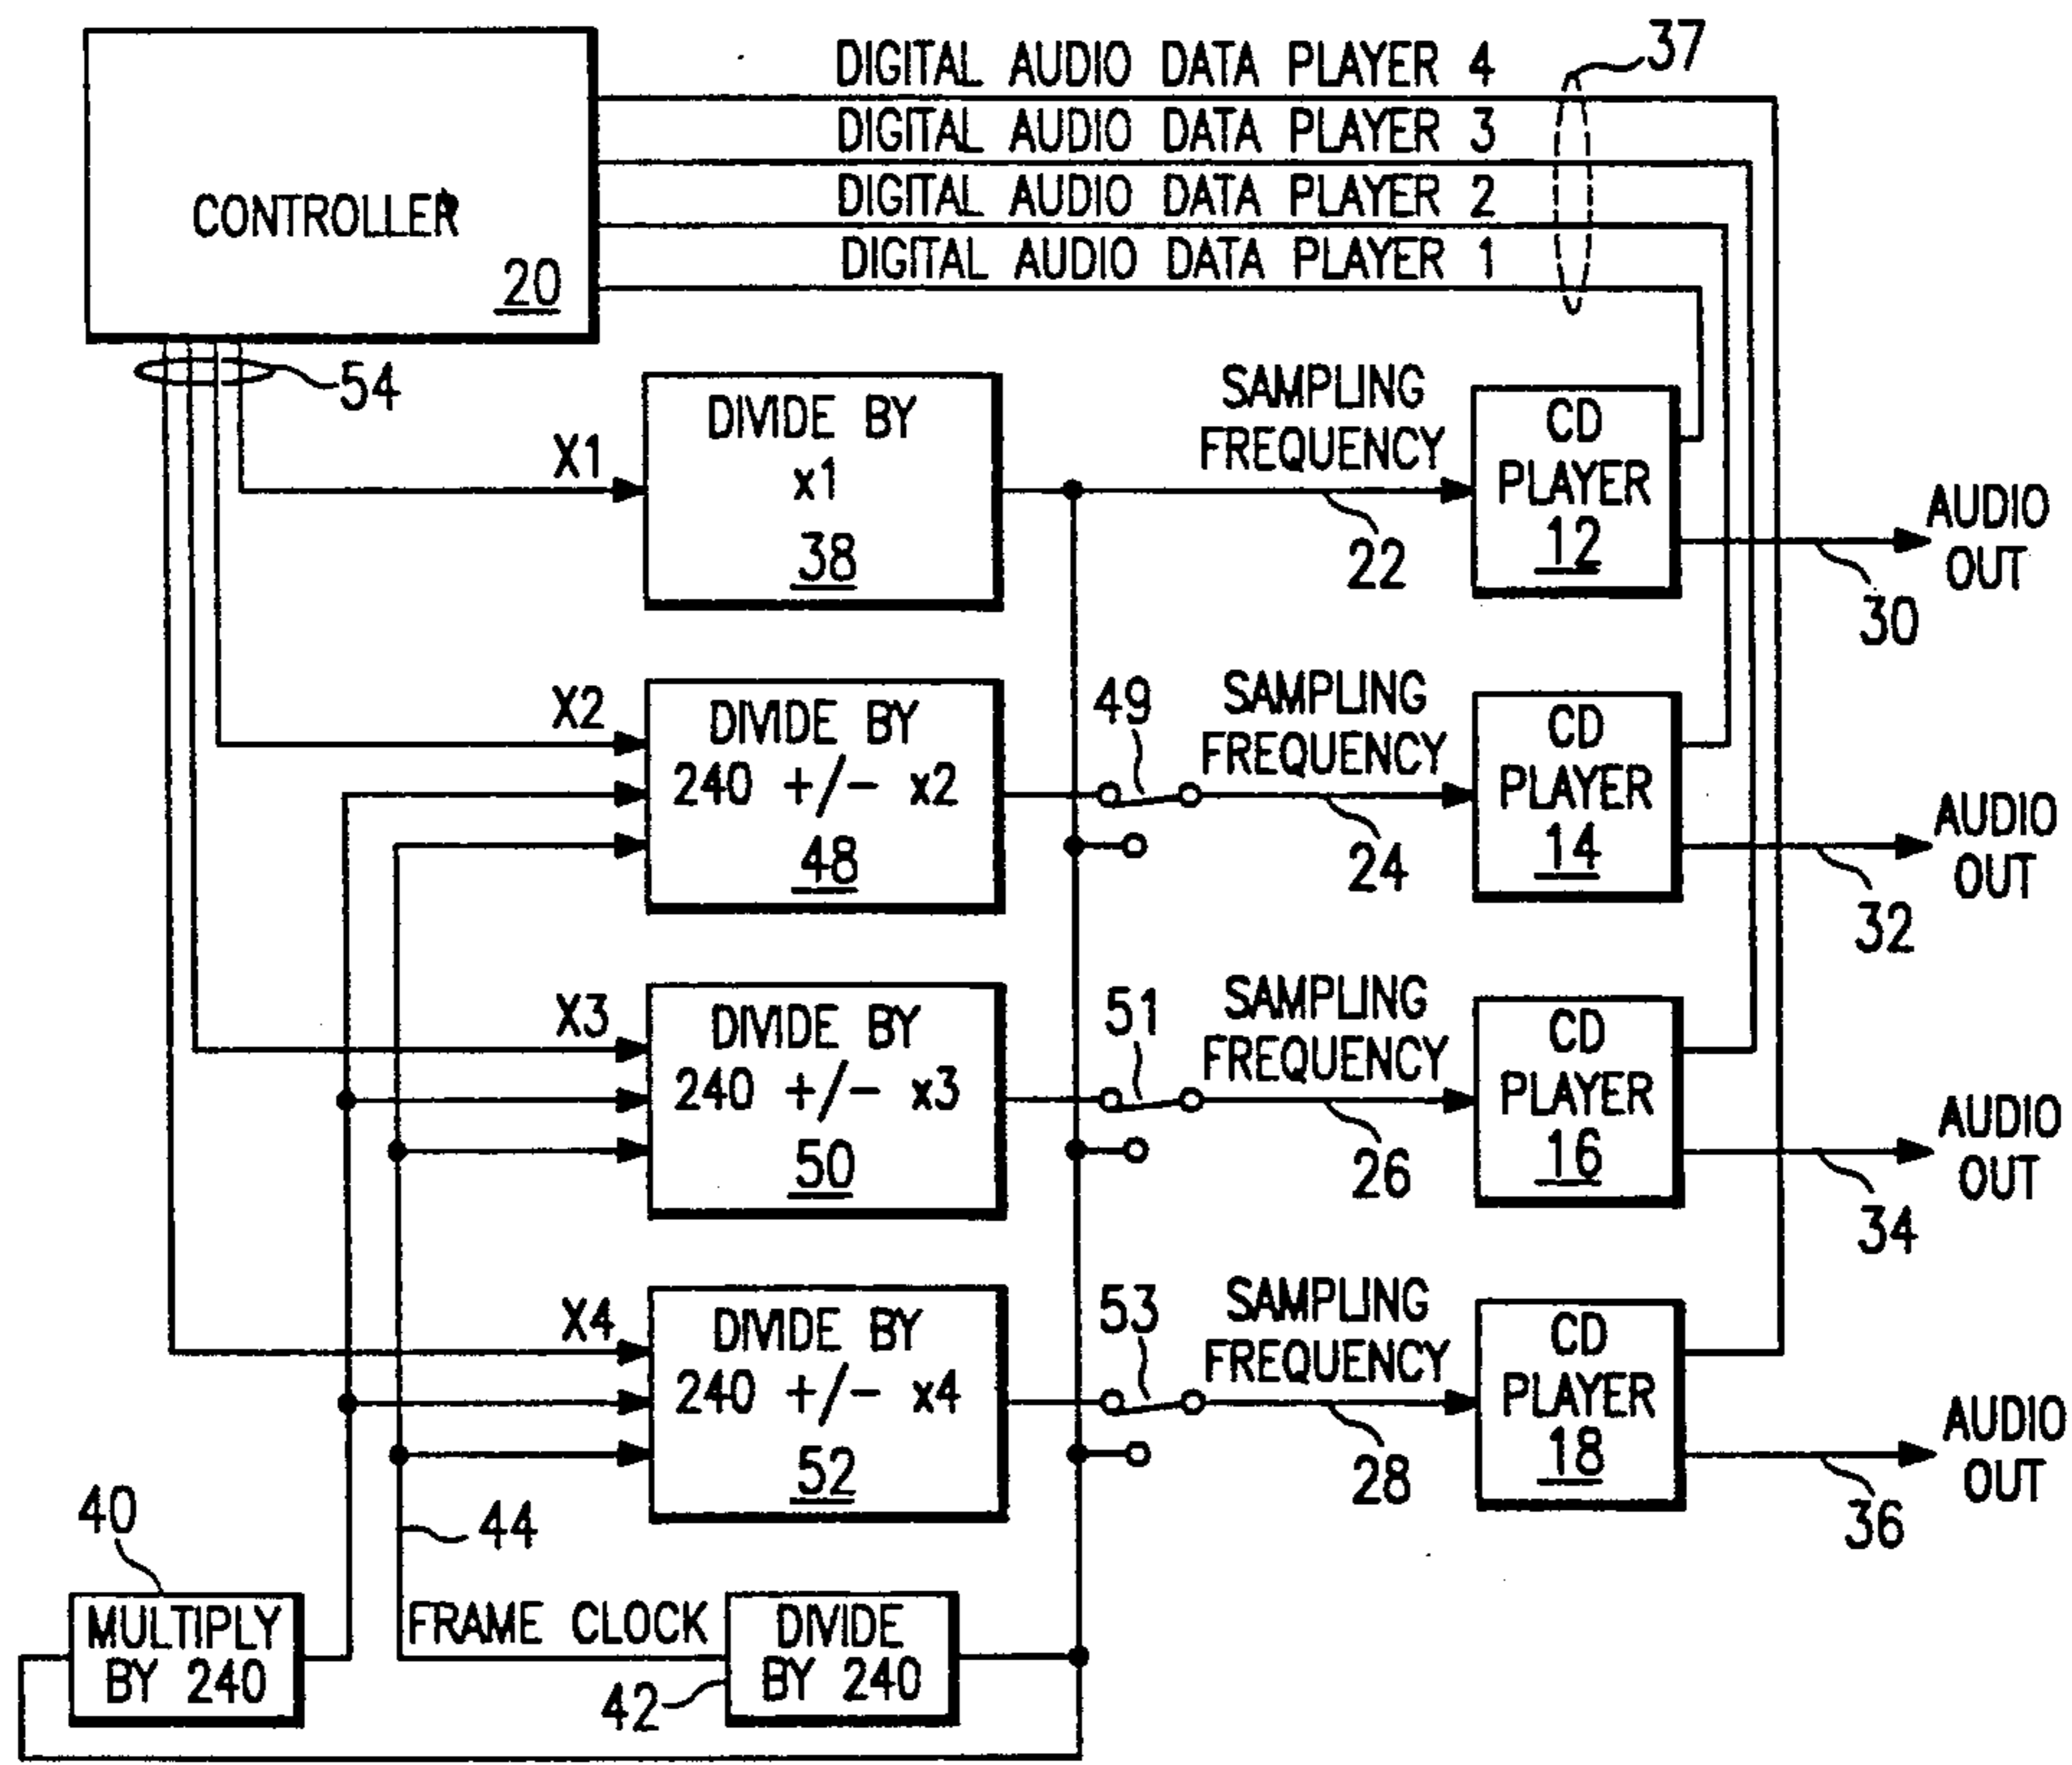 DIGITAL AUDIO DATA PLAYER 4
37
DIGITAL AUDIO DATA PLAYER 3
DIGITAL AUDIO DATA PLAYER 2
DIGITAL AUDIO DATA PLAYER 1
CONTROLLER
20
54
X1
DIVIDE BY
x1
38
SAMPLING
FREQUENCY
22
CD
PLAYER
12
AUDIO
OUT
30
X2
DIVIDE BY
240 +/- x2
48
49
SAMPLING
FREQUENCY
24
CD
PLAYER
14
AUDIO
OUT
32
X3
DIVIDE BY
240 +/- x3
50
51
SAMPLING
FREQUENCY
26
CD
PLAYER
16
AUDIO
OUT
34
X4
DIVIDE BY
240 +/- x4
52
53
SAMPLING
FREQUENCY
28
CD
PLAYER
18
AUDIO
OUT
36
40
MULTIPLY
BY 240
44
FRAME CLOCK
DIVIDE
BY 240
42